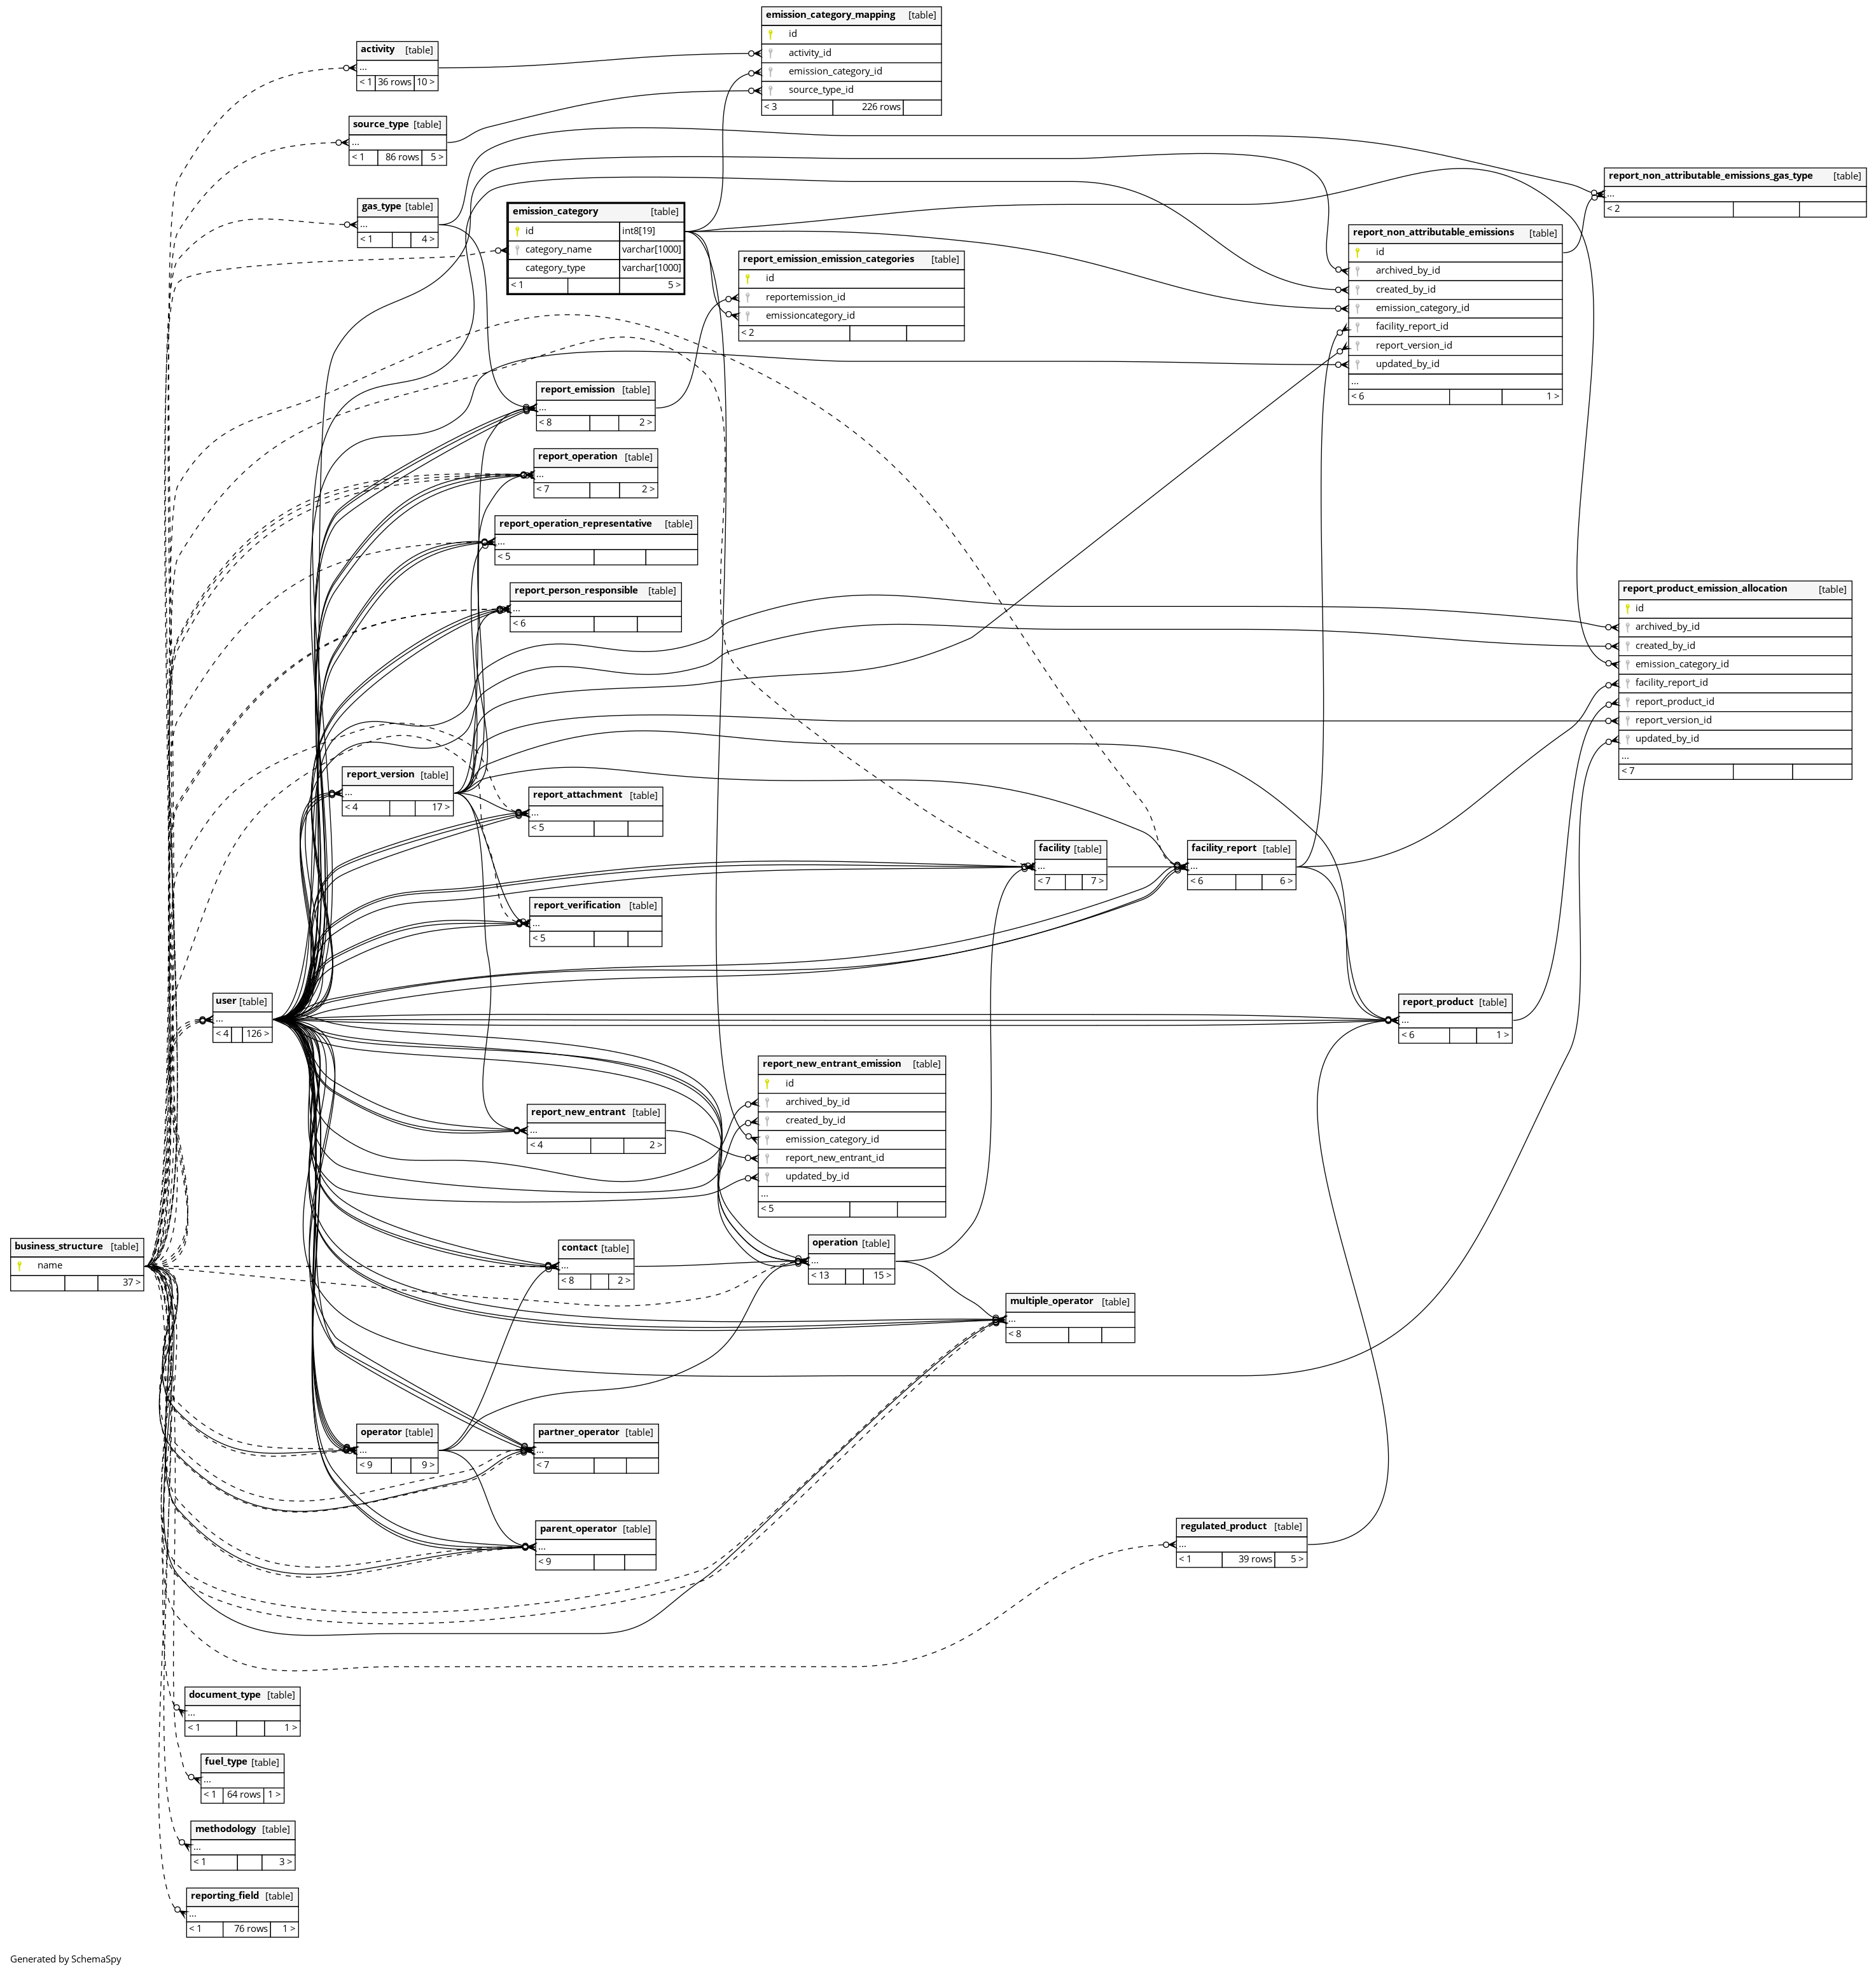 emission_category_mapping [table]
id
activity_id
emission_category_id
source_type_id
< 3 226 rows
activity [table]
...
< 1 36 rows 10 >
source_type [table]
...
< 1 86 rows 5 >
report_non_attributable_emissions_gas_type [table]
...
< 2
gas_type [table]
...
< 1 4 >
emission_category [table]
id int8[19]
category_name varchar[1000]
category_type varchar[1000]
< 1 5 >
report_non_attributable_emissions [table]
id
archived_by_id
created_by_id
emission_category_id
facility_report_id
report_version_id
updated_by_id
...
< 6 1 >
report_emission_emission_categories [table]
id
reportemission_id
emissioncategory_id
< 2
report_emission [table]
...
< 8 2 >
report_operation [table]
...
< 7 2 >
report_operation_representative [table]
...
< 5
report_person_responsible [table]
...
< 6
report_product_emission_allocation [table]
id
archived_by_id
created_by_id
emission_category_id
facility_report_id
report_product_id
report_version_id
updated_by_id
...
< 7
report_version [table]
...
< 4 17 >
report_attachment [table]
...
< 5
facility [table]
...
< 7 7 >
facility_report [table]
...
< 6 6 >
report_verification [table]
...
< 5
user [table]
...
< 4 126 >
report_product [table]
...
< 6 1 >
report_new_entrant_emission [table]
id
archived_by_id
created_by_id
emission_category_id
report_new_entrant_id
updated_by_id
...
< 5
report_new_entrant [table]
...
< 4 2 >
business_structure [table]
name
37 >
contact [table]
...
< 8 2 >
operation [table]
...
< 13 15 >
multiple_operator [table]
...
< 8
operator [table]
...
< 9 9 >
partner_operator [table]
...
< 7
parent_operator [table]
...
< 9
regulated_product [table]
...
< 1 39 rows 5 >
document_type [table]
...
< 1 1 >
fuel_type [table]
...
< 1 64 rows 1 >
methodology [table]
...
< 1 3 >
reporting_field [table]
...
< 1 76 rows 1 >
Generated by SchemaSpy